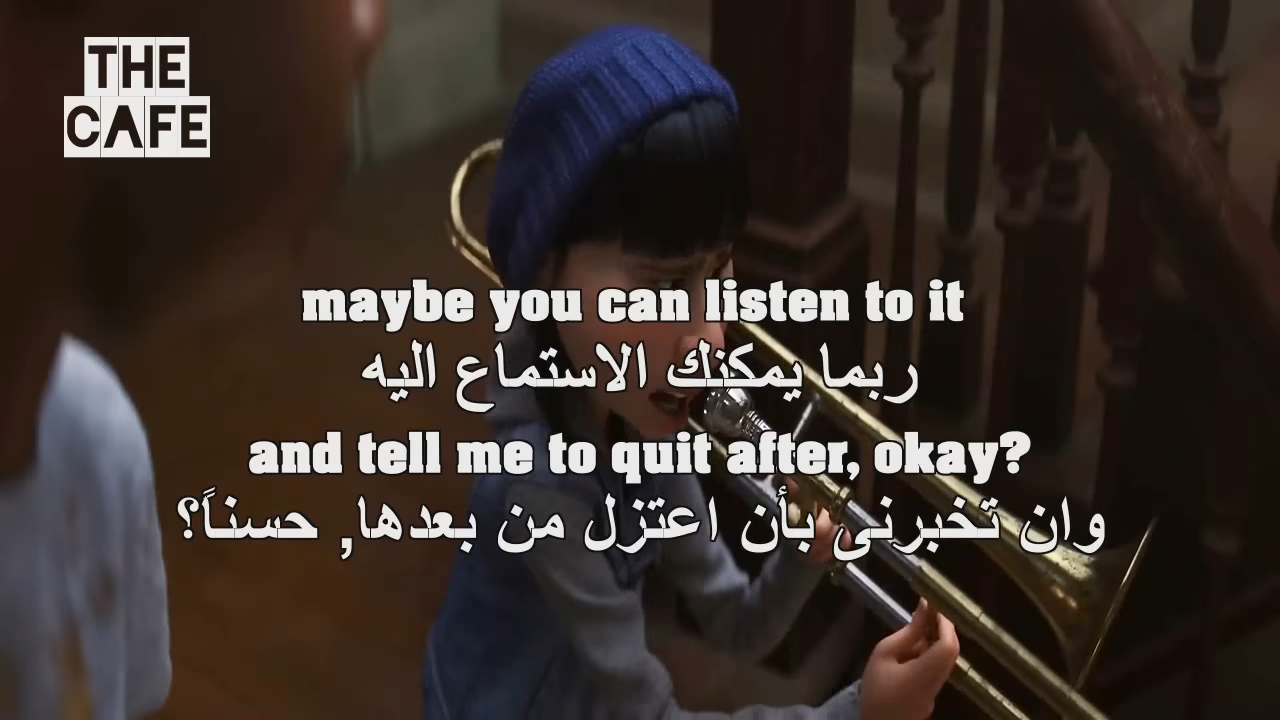 THE
CAFE
maybe you can listen to it
ربما يمكنك الاستماع اليه
and tell me to quit after, okay?
وان تخبرنى بأن اعتزل من بعدها, حسناً؟